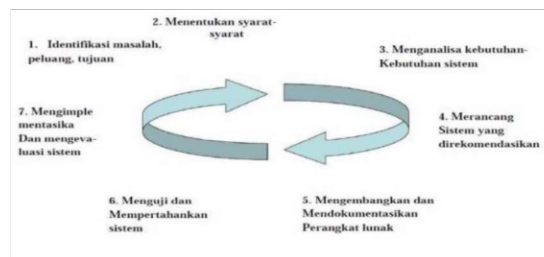 2. Menentukan syarat-
syarat
1. Identifikasi masalah,
peluang, tujuan
3. Menganalisa kebutuhan-
Kebutuhan sistem
7. Mengimple
mentasika
Dan mengeva-
luasi sistem
4. Merancang
Sistem yang
direkomendasikan
6. Menguji dan
Mempertahankan
sistem
5. Mengembangkan dan
Mendokumentasikan
Perangkat lunak